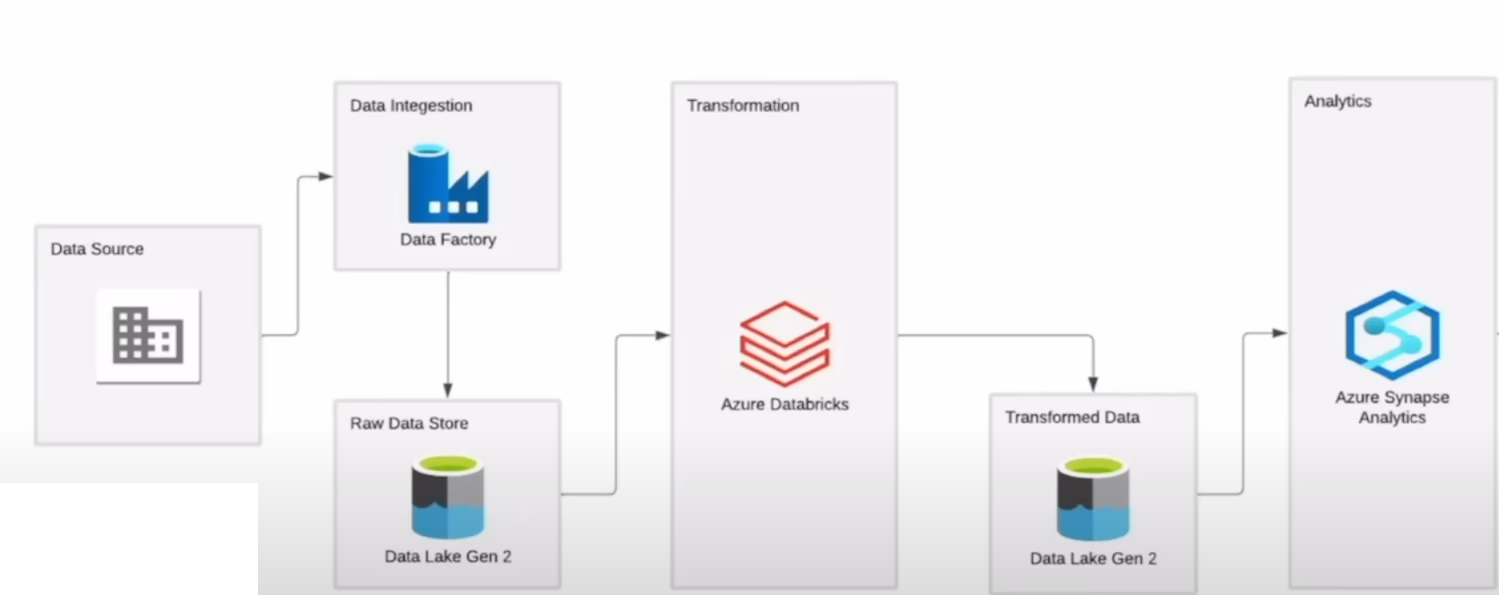 Data Source
Data Integestion
Data Factory
Raw Data Store
Data Lake Gen 2
Transformation
Azure Databricks
Transformed Data
Data Lake Gen 2
Analytics
Azure Synapse
Analytics